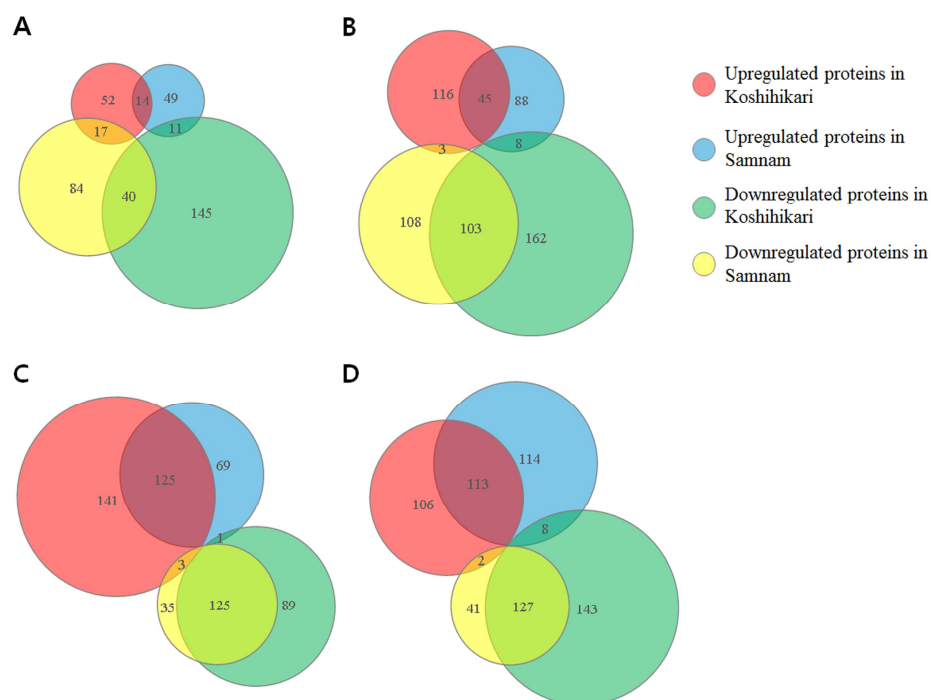 A
52
14
49
17
11
84
40
145
B
116
45
88
3
8
108
103
162
Upregulated proteins in
Koshihikari
Upregulated proteins in
Samnam
Downregulated proteins in
Koshihikari
Downregulated proteins in
Samnam
C
141
125
69
1
3
35
125
89
D
106
113
114
8
2
41
127
143